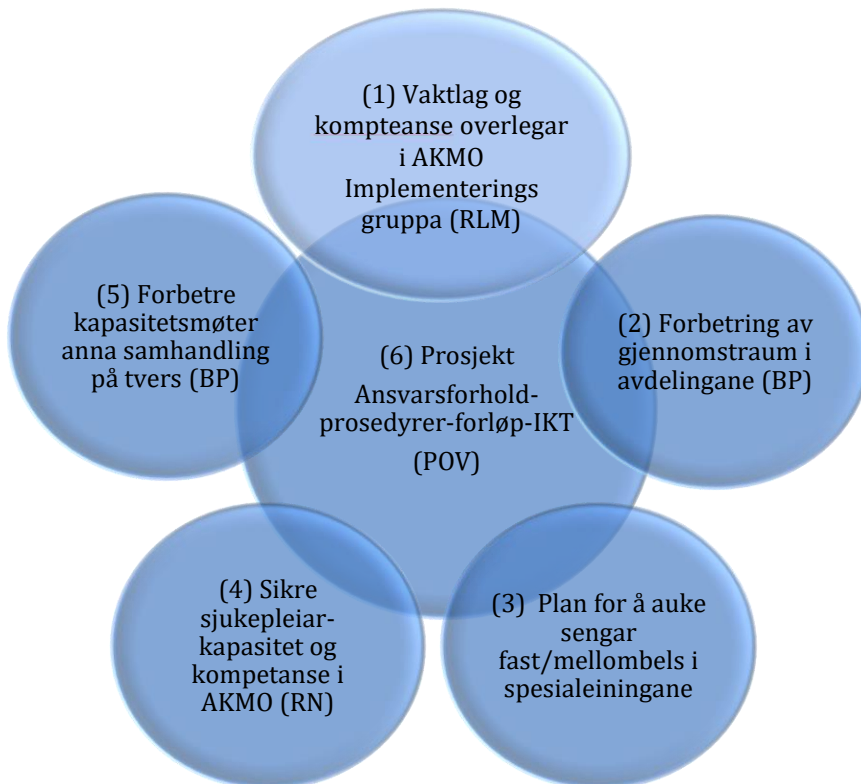 (1) Vaktlag og
kompteanse overlegar
i AKMO
Implementerings
gruppa (RLM)
(2) Forbetring av
gjennomstraum i
avdelingane (BP)
(3) Plan for å auke
sengar
fast/mellombels i
spesialeiningane
(4) Sikre
sjukepleiar-
kapasitet og
kompetanse i
AKMO (RN)
(5) Forbetre
kapasitetsmøter
anna samhandling
på tvers (BP)
(6) Prosjekt
Ansvarsforhold-
prosedyrer-forløp-IKT
(POV)